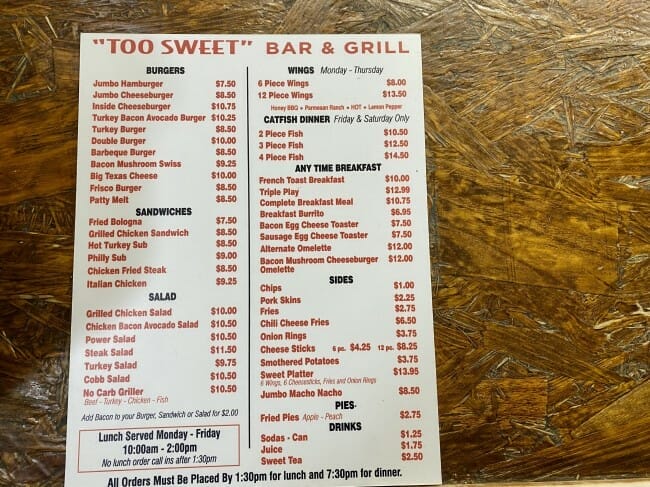 "TOO SWEET" BAR & GRILL
BURGERS
Jumbo Hamburger $7.50
Jumbo Cheeseburger $8.50
Inside Cheeseburger $10.75
Turkey Bacon Avocado Burger $10.25
Turkey Burger $8.50
Double Burger $10.00
Barbeque Burger $8.50
Bacon Mushroom Swiss $9.25
Big Texas Cheese $10.00
Frisco Burger $8.50
Patty Melt $8.50
SANDWICHES
Fried Bologna $7.50
Grilled Chicken Sandwich $8.50
Hot Turkey Sub $8.50
Philly Sub $9.00
Chicken Fried Steak $8.50
Italian Chicken $9.25
SALAD
Grilled Chicken Salad $10.00
Chicken Bacon Avocado Salad $10.50
Power Salad $10.50
Steak Salad $11.50
Turkey Salad $9.75
Cobb Salad $10.50
No Carb Griller $10.50
Beef - Turkey - Chicken - Fish
Add Bacon to your Burger, Sandwich or Salad for $2.00
Lunch Served Monday - Friday
10:00am - 2:00pm
No lunch order call ins after 1:30pm
WINGS Monday - Thursday
6 Piece Wings $8.00
12 Piece Wings $13.50
Honey BBQ • Parmesan Ranch • HOT • Lemon Pepper
CATFISH DINNER Friday & Saturday Only
2 Piece Fish $10.50
3 Piece Fish $12.50
4 Piece Fish $14.50
ANY TIME BREAKFAST
French Toast Breakfast $10.00
Triple Play $12.99
Complete Breakfast Meal $10.75
Breakfast Burrito $6.95
Bacon Egg Cheese Toaster $7.50
Sausage Egg Cheese Toaster $7.50
Alternate Omelette $12.00
Bacon Mushroom Cheeseburger $12.00
Omelette
SIDES
Chips $1.00
Pork Skins $2.25
Fries $2.75
Chili Cheese Fries $6.50
Onion Rings $3.75
Cheese Sticks 6 pc. $4.25 12 pc. $8.25
Smothered Potatoes $3.75
Sweet Platter $13.95
6 Wings, 6 Cheesesticks, Fries and Onion Rings
Jumbo Macho Nacho $8.50
PIES-
Fried Pies Apple - Peach $2.75
DRINKS
Sodas - Can $1.25
Juice $1.75
Sweet Tea $2.50
All Orders Must Be Placed By 1:30pm for lunch and 7:30pm for dinner.